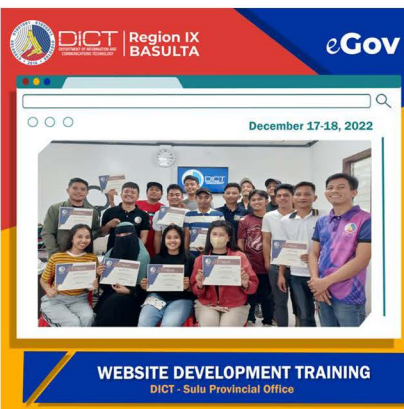 DICT
DEPARTMENT OF INFORMATION AND
COMMUNICATIONS TECHNOLOGY
Region IX
BASULTA
eGov
December 17-18, 2022
DICT
WEBSITE DEVELOPMENT TRAINING
DICT - Sulu Provincial Office